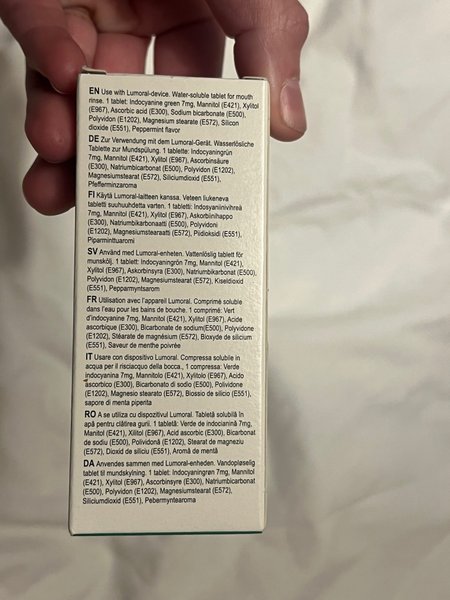 EN Use with Lumoral-device. Water-soluble tablet for mouth
rinse. 1 tablet: Indocyanine green 7mg, Mannitol (E421), Xylitol
(E967), Ascorbic acid (E300), Sodium bicarbonate (E500),
Polyvidon (E1202), Magnesium stearate (E572), Silicon
dioxide (E551), Peppermint flavor
DE Zur Verwendung mit dem Lumoral-Gerät. Wasserlösliche
Tablette zur Mundspülung. 1 tablette: Indocyaningrün
7mg, Mannitol (E421), Xylitol (E967), Ascorbinsäure
(E300), Natriumbikarbonat (E500), Polyvidon (E1202),
Magnesiumstearat (E572), Siliciumdioxid (E551),
Pfefferminzaroma
FI Käytä Lumoral-laitteen kanssa. Veteen liukeneva
tabletti suuhuuhdetta varten. 1 tabletti: Indosyaniinivihreä
7mg, Mannitol (E421), Xylitol (E967), Askorbiinihappo
(E300), Natriumbikarbonaatti (E500), Polyvidoni
(E1202), Magnesiumstearaatti (E572), Piidioksidi (E551),
Piparminttuaromi
SV Använd med Lumoral-enheten. Vattenlöslig tablett för
munskölj. 1 tablet: Indocyaningrön 7mg, Mannitol (E421),
Xylitol (E967), Askorbinsyra (E300), Natriumbikarbonat (E500),
Polyvidon (E1202), Magnesiumstearat (E572), Kiseldioxid
(E551), Pepparmyntsarom
FR Utilisation avec l'appareil Lumoral. Comprimé soluble
dans l'eau pour les bains de bouche. 1 comprimé: Vert
d'indocyanine 7mg, Mannitol (E421), Xylitol (E967), Acide
ascorbique (E300), Bicarbonate de sodium(E500), Polyvidone
(E1202), Stéarate de magnésium (E572), Bioxyde de silicium
(E551), Saveur de menthe poivrée
IT Usare con dispositivo Lumoral. Compressa solubile in
acqua per il risciacquo della bocca., 1 compressa: Verde
indocyanina 7mg, Mannitolo (E421), Xylitolo (E967), Acido
ascorbico (E300), Bicarbonato di sodio (E500), Polividone
(E1202), Magnesio stearato (E572), Biossio de silicio (E551),
sapore di menta piperita
RO A se utiliza cu dispozitivul Lumoral. Tabletă solubilă în
apă pentru clătirea gurii. 1 tabletă: Verde de indocianină 7mg,
Manitol (E421), Xilitol (E967), Acid ascorbic (E300), Bicarbonat
de sodiu (E500), Polividonă (E1202), Stearat de magneziu
(E572), Dioxid de siliciu (E551), Aromă de mentă
DA Anvendes sammen med Lumoral-enheden. Vandopløselig
tablet til mundskylning. 1 tablet: Indocyaningrøn 7mg, Mannitol
(E421), Xylitol (E967), Ascorbinsyre (E300), Natriumbikarbonat
(E500), Polyvidon (E1202), Magnesiumstearat (E572),
Siliciumdioxid (E551), Pebermyntearoma